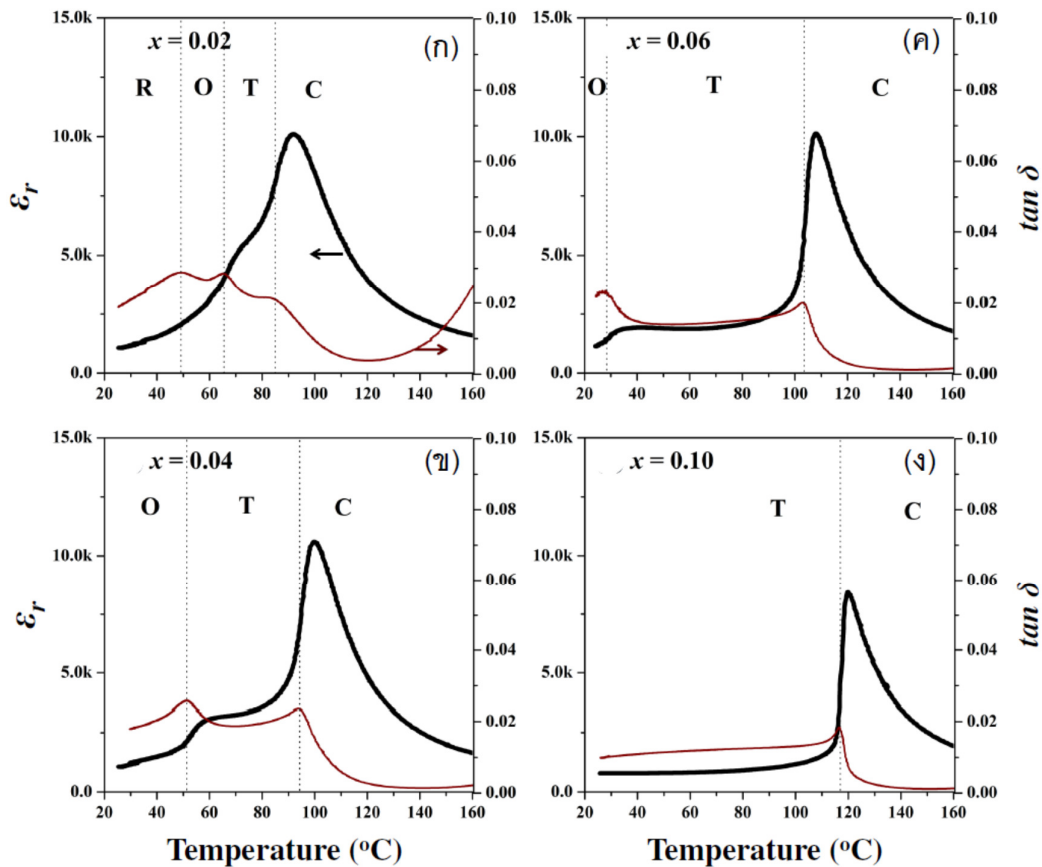 x = 0.02
(ก)
R O T C
15.0k
10.0k
5.0k
0.0
εr
0.10
0.08
0.06
0.04
0.02
0.00
20 40 60 80 100 120 140 160
x = 0.06
(ค)
O T C
15.0k
10.0k
5.0k
0.0
0.10
0.08
0.06
0.04
0.02
0.00
tan δ
20 40 60 80 100 120 140 160
x = 0.04
(ข)
O T C
15.0k
10.0k
5.0k
0.0
εr
0.10
0.08
0.06
0.04
0.02
0.00
20 40 60 80 100 120 140 160
Temperature (°C)
x = 0.10
(ง)
T C
15.0k
10.0k
5.0k
0.0
0.10
0.08
0.06
0.04
0.02
0.00
tan δ
20 40 60 80 100 120 140 160
Temperature (°C)